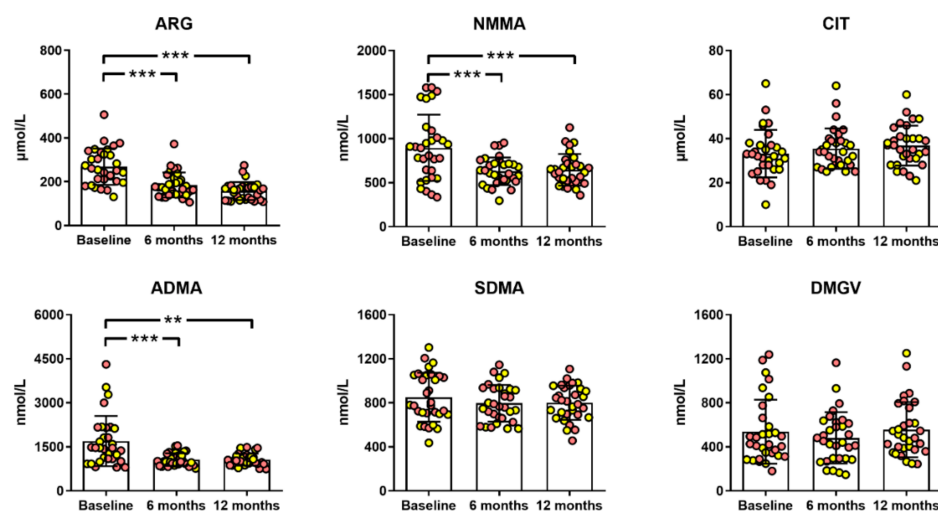 ARG
800
600
400
200
0
µmol/L
***
***
Baseline 6 months 12 months
NMMA
2000
1500
1000
500
0
nmol/L
***
***
Baseline 6 months 12 months
CIT
80
60
40
20
0
µmol/L
Baseline 6 months 12 months
ADMA
6000
4500
3000
1500
0
nmol/L
**
***
Baseline 6 months 12 months
SDMA
1600
1200
800
400
0
nmol/L
Baseline 6 months 12 months
DMGV
1600
1200
800
400
0
nmol/L
Baseline 6 months 12 months